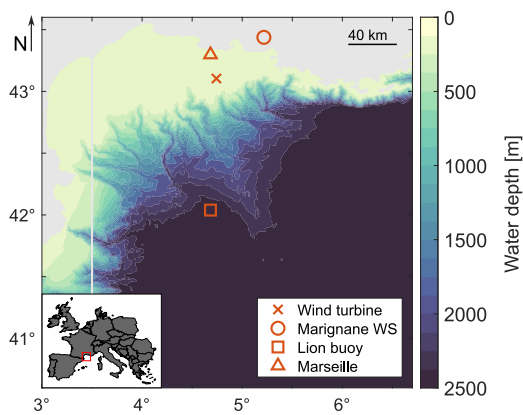 N
40 km
43°
42°
41°
3°
4°
5°
6°
Wind turbine
Marignane WS
Lion buoy
Marseille
0
500
1000
1500
2000
2500
Water depth [m]